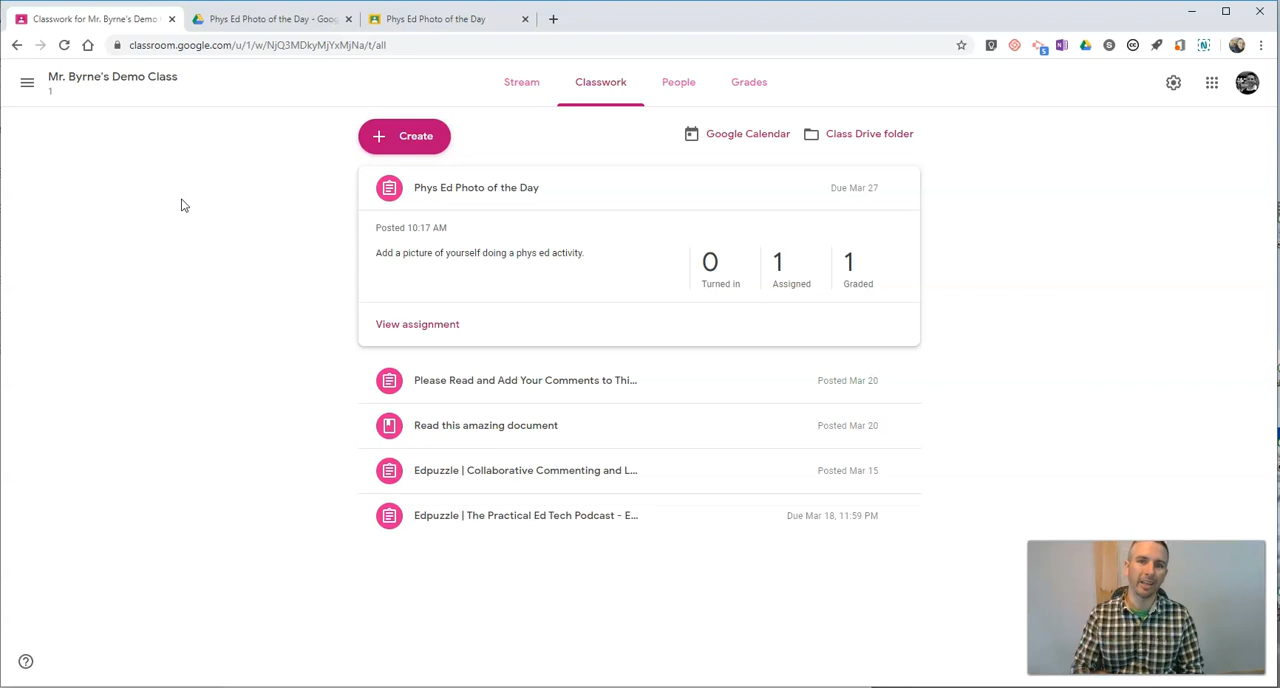 Classwork for Mr. Byrne's Demo
Phys Ed Photo of the Day - Goog
Phys Ed Photo of the Day
classroom.google.com/u/1/w/NjQ3MDkyMjYxMjNa/t/all
5
N
Mr. Byrne's Demo Class
1
Stream
Classwork
People
Grades
Create
Google Calendar
Class Drive folder
Phys Ed Photo of the Day
Due Mar 27
Posted 10:17 AM
Add a picture of yourself doing a phys ed activity.
0
Turned in
1
Assigned
1
Graded
View assignment
Please Read and Add Your Comments to Thi...
Posted Mar 20
Read this amazing document
Posted Mar 20
Edpuzzle | Collaborative Commenting and L...
Posted Mar 15
Edpuzzle | The Practical Ed Tech Podcast - E...
Due Mar 18, 11:59 PM